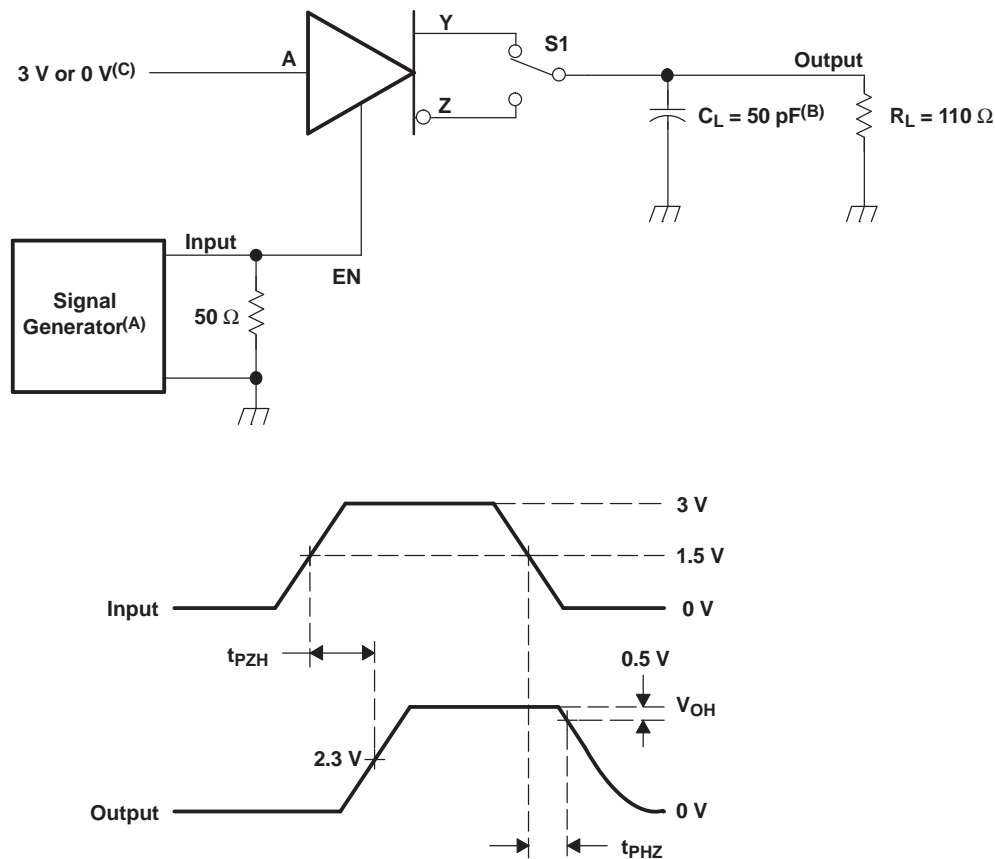 Y
S1
A
3 V or 0 V(C)
Output
Z
CL = 50 pF(B)
RL = 110 Ω
Input
EN
Signal
Generator(A)
50 Ω
3 V
1.5 V
Input
0 V
tPZH
0.5 V
VOH
2.3 V
Output
0 V
tPHZ